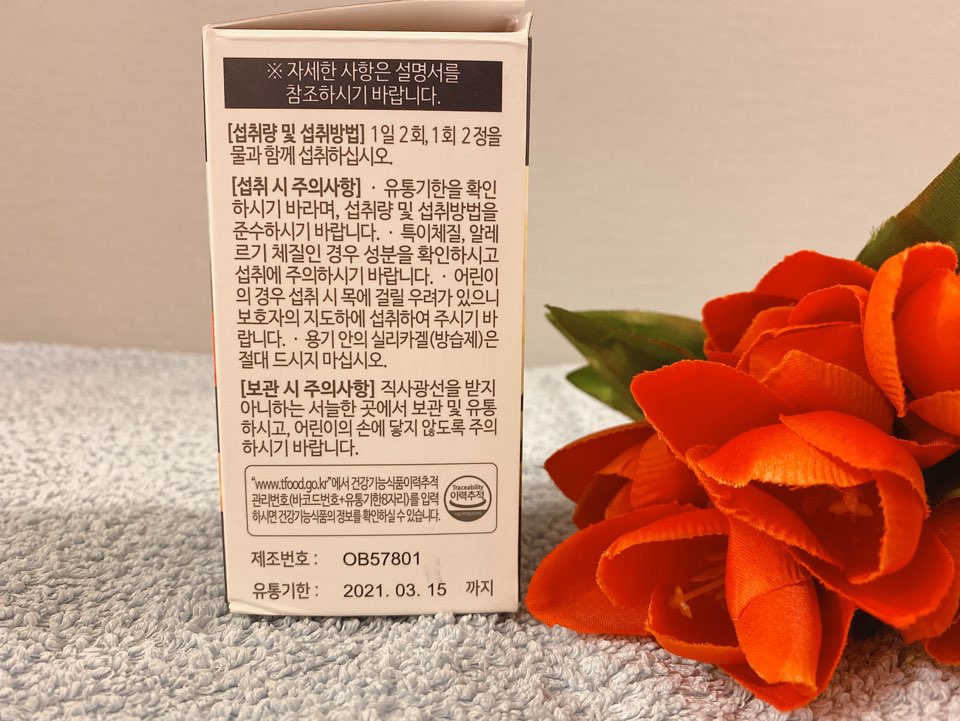 ※ 자세한 사항은 설명서를
참조하시기 바랍니다.
[섭취량 및 섭취방법] 1일 2회, 1회 2정을
물과 함께 섭취하십시오.
[섭취 시 주의사항] · 유통기한을 확인
하시기 바라며, 섭취량 및 섭취방법을
준수하시기 바랍니다. · 특이체질, 알레
르기 체질인 경우 성분을 확인하시고
섭취에 주의하시기 바랍니다. · 어린이
의 경우 섭취 시 목에 걸릴 우려가 있으니
보호자의 지도하에 섭취하여 주시기 바
랍니다. · 용기 안의 실리카겔(방습제)은
절대 드시지 마십시오.
[보관 시 주의사항] 직사광선을 받지
아니하는 서늘한 곳에서 보관 및 유통
하시고, 어린이의 손에 닿지 않도록 주의
하시기 바랍니다.
"www.tfood.go.kr"에서 건강기능식품이력추적
관리번호(바코드번호+유통기한8자리)를 입력
하시면 건강기능식품의 정보를 확인하실 수 있습니다.
Traceability
이력추적
제조번호 : OB57801
유통기한 : 2021. 03. 15 까지